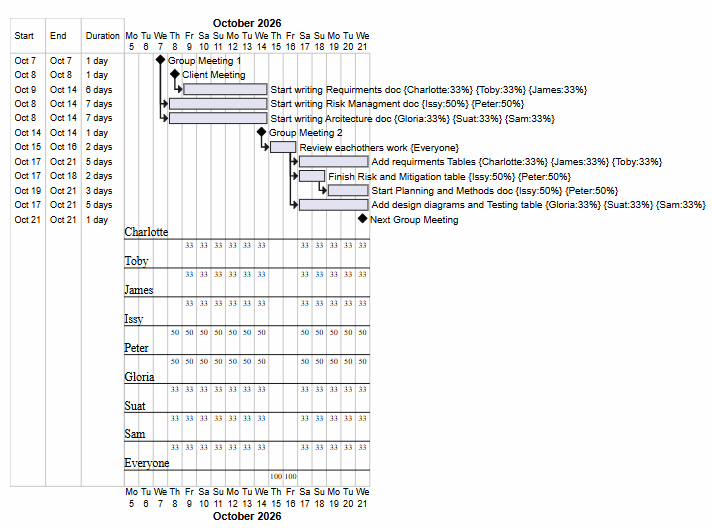 October 2026
Start End Duration Mo Tu We Th Fr Sa Su Mo Tu We Th Fr Sa Su Mo Tu We
5 6 7 8 9 10 11 12 13 14 15 16 17 18 19 20 21
Oct 7 Oct 7 1 day Group Meeting 1
Oct 8 Oct 8 1 day Client Meeting
Oct 9 Oct 14 6 days Start writing Requirments doc {Charlotte:33%} {Toby:33%} {James:33%}
Oct 8 Oct 14 7 days Start writing Risk Managment doc {Issy:50%} {Peter:50%}
Oct 8 Oct 14 7 days Start writing Arcitecture doc {Gloria:33%} {Suat:33%} {Sam:33%}
Oct 14 Oct 14 1 day Group Meeting 2
Oct 15 Oct 16 2 days Review eachothers work {Everyone}
Oct 17 Oct 21 5 days Add requirments Tables {Charlotte:33%} {James:33%} {Toby:33%}
Oct 17 Oct 18 2 days Finish Risk and Mitigation table {Issy:50%} {Peter:50%}
Oct 19 Oct 21 3 days Start Planning and Methods doc {Issy:50%} {Peter:50%}
Oct 17 Oct 21 5 days Add design diagrams and Testing table {Gloria:33%} {Suat:33%} {Sam:33%}
Oct 21 Oct 21 1 day Next Group Meeting
Charlotte
33 33 33 33 33 33 33 33 33 33 33
Toby
33 33 33 33 33 33 33 33 33 33 33
James
33 33 33 33 33 33 33 33 33 33 33
Issy
50 50 50 50 50 50 50 50 50 50 50 50
Peter
50 50 50 50 50 50 50 50 50 50 50 50
Gloria
33 33 33 33 33 33 33 33 33 33 33 33
Suat
33 33 33 33 33 33 33 33 33 33 33 33
Sam
33 33 33 33 33 33 33 33 33 33 33 33
Everyone
100 100
Mo Tu We Th Fr Sa Su Mo Tu We Th Fr Sa Su Mo Tu We
5 6 7 8 9 10 11 12 13 14 15 16 17 18 19 20 21
October 2026